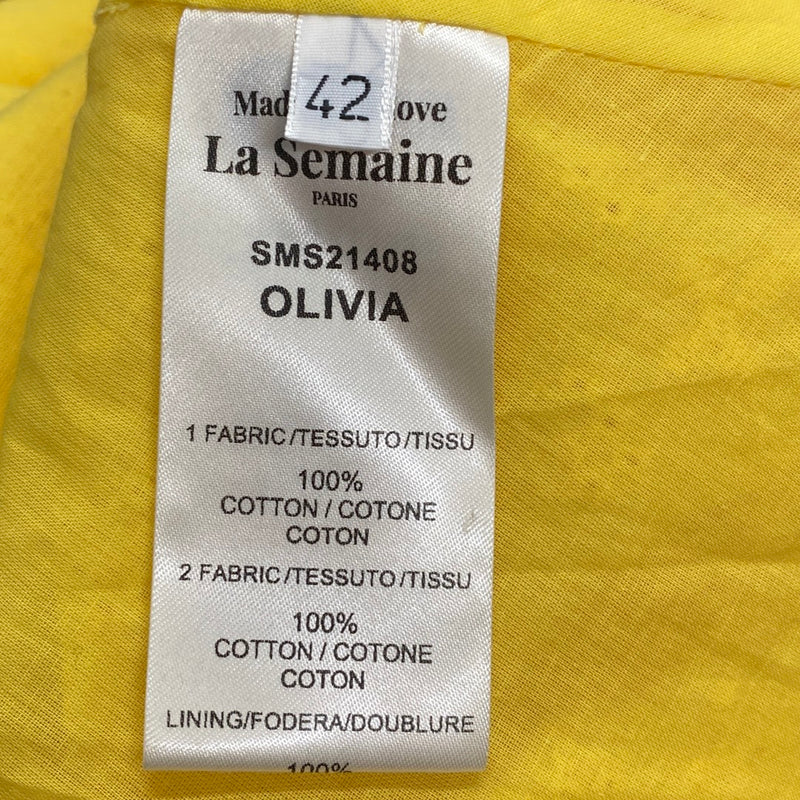 42
Mad ove
La Semaine
PARIS
SMS21408
OLIVIA
1 FABRIC/TESSUTO/TISSU
100%
COTTON / COTONE
COTON
2 FABRIC/TESSUTO/TISSU
100%
COTTON / COTONE
COTON
LINING/FODERA/DOUBLURE
100%